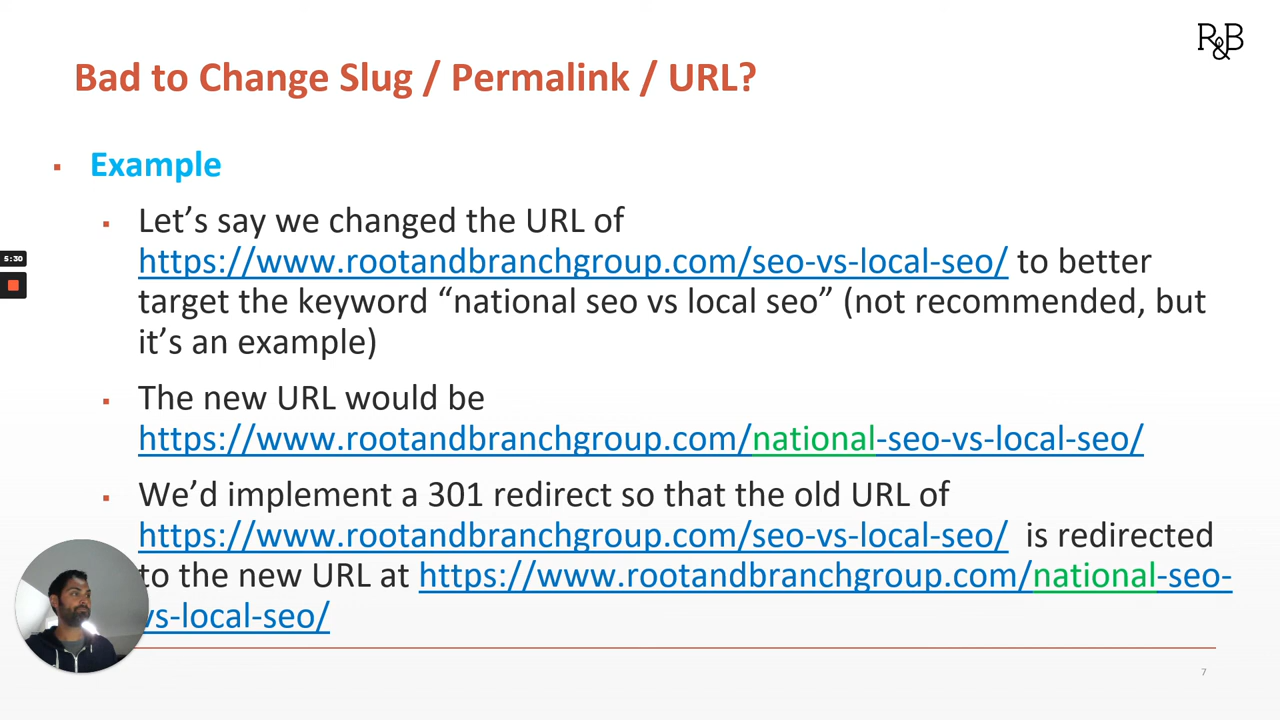 R&B
Bad to Change Slug / Permalink / URL?
Example
Let’s say we changed the URL of
https://www.rootandbranchgroup.com/seo-vs-local-seo/ to better
target the keyword “national seo vs local seo” (not recommended, but
it’s an example)
The new URL would be
https://www.rootandbranchgroup.com/national-seo-vs-local-seo/
We’d implement a 301 redirect so that the old URL of
https://www.rootandbranchgroup.com/seo-vs-local-seo/ is redirected
to the new URL at https://www.rootandbranchgroup.com/national-seo-
vs-local-seo/
5:30
7